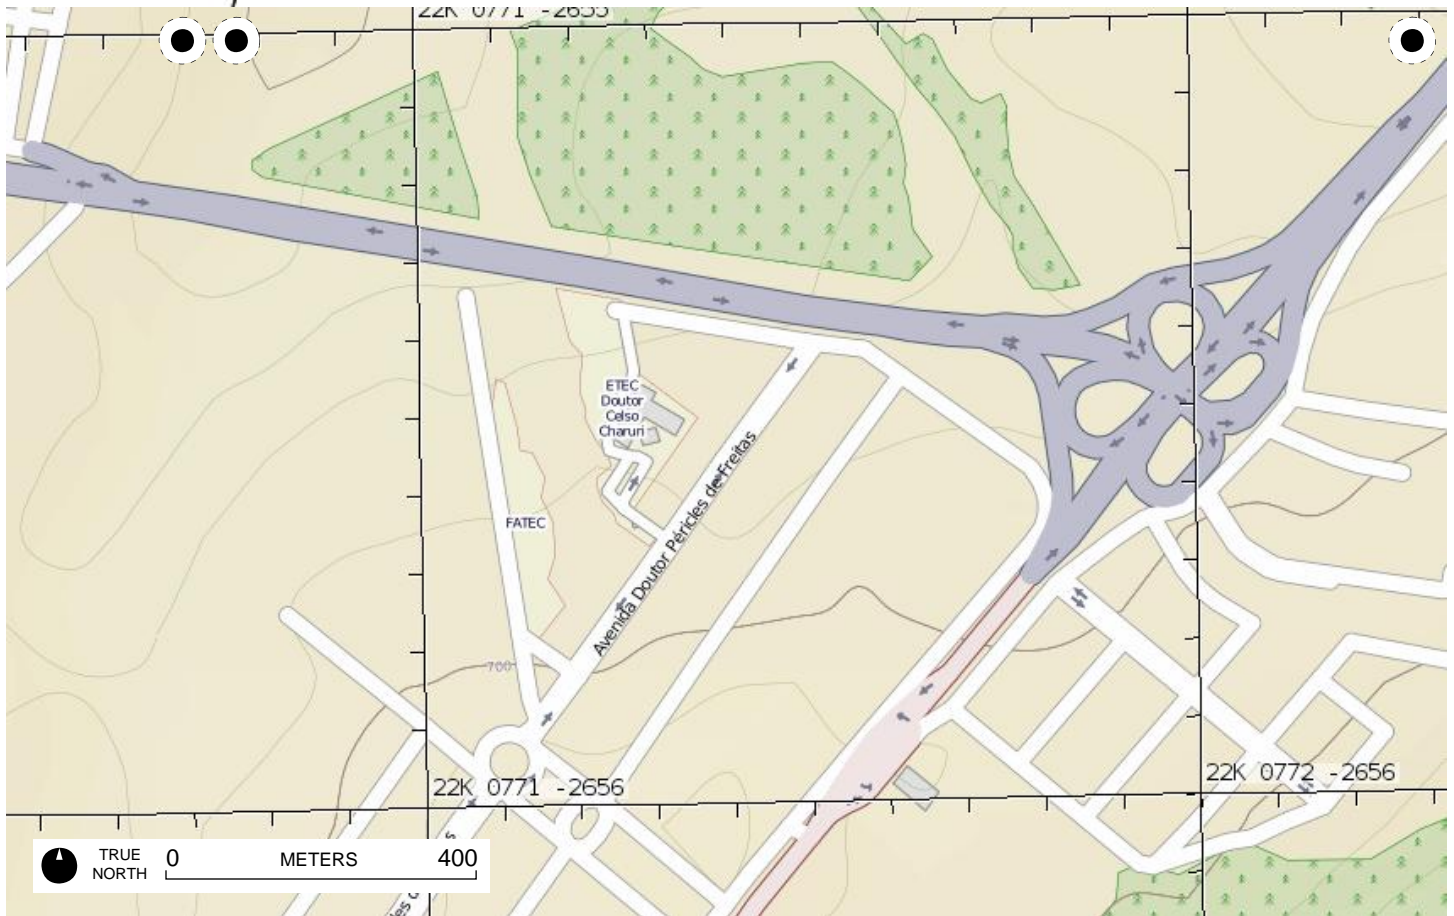 22K 0771 -2655
ETEC
Doutor
Celso
Charuri
Avenida Doutor Péricles de Freitas
FATEC
700
22K 0772 -2656
22K 0771 -2656
TRUE
NORTH
0 METERS 400